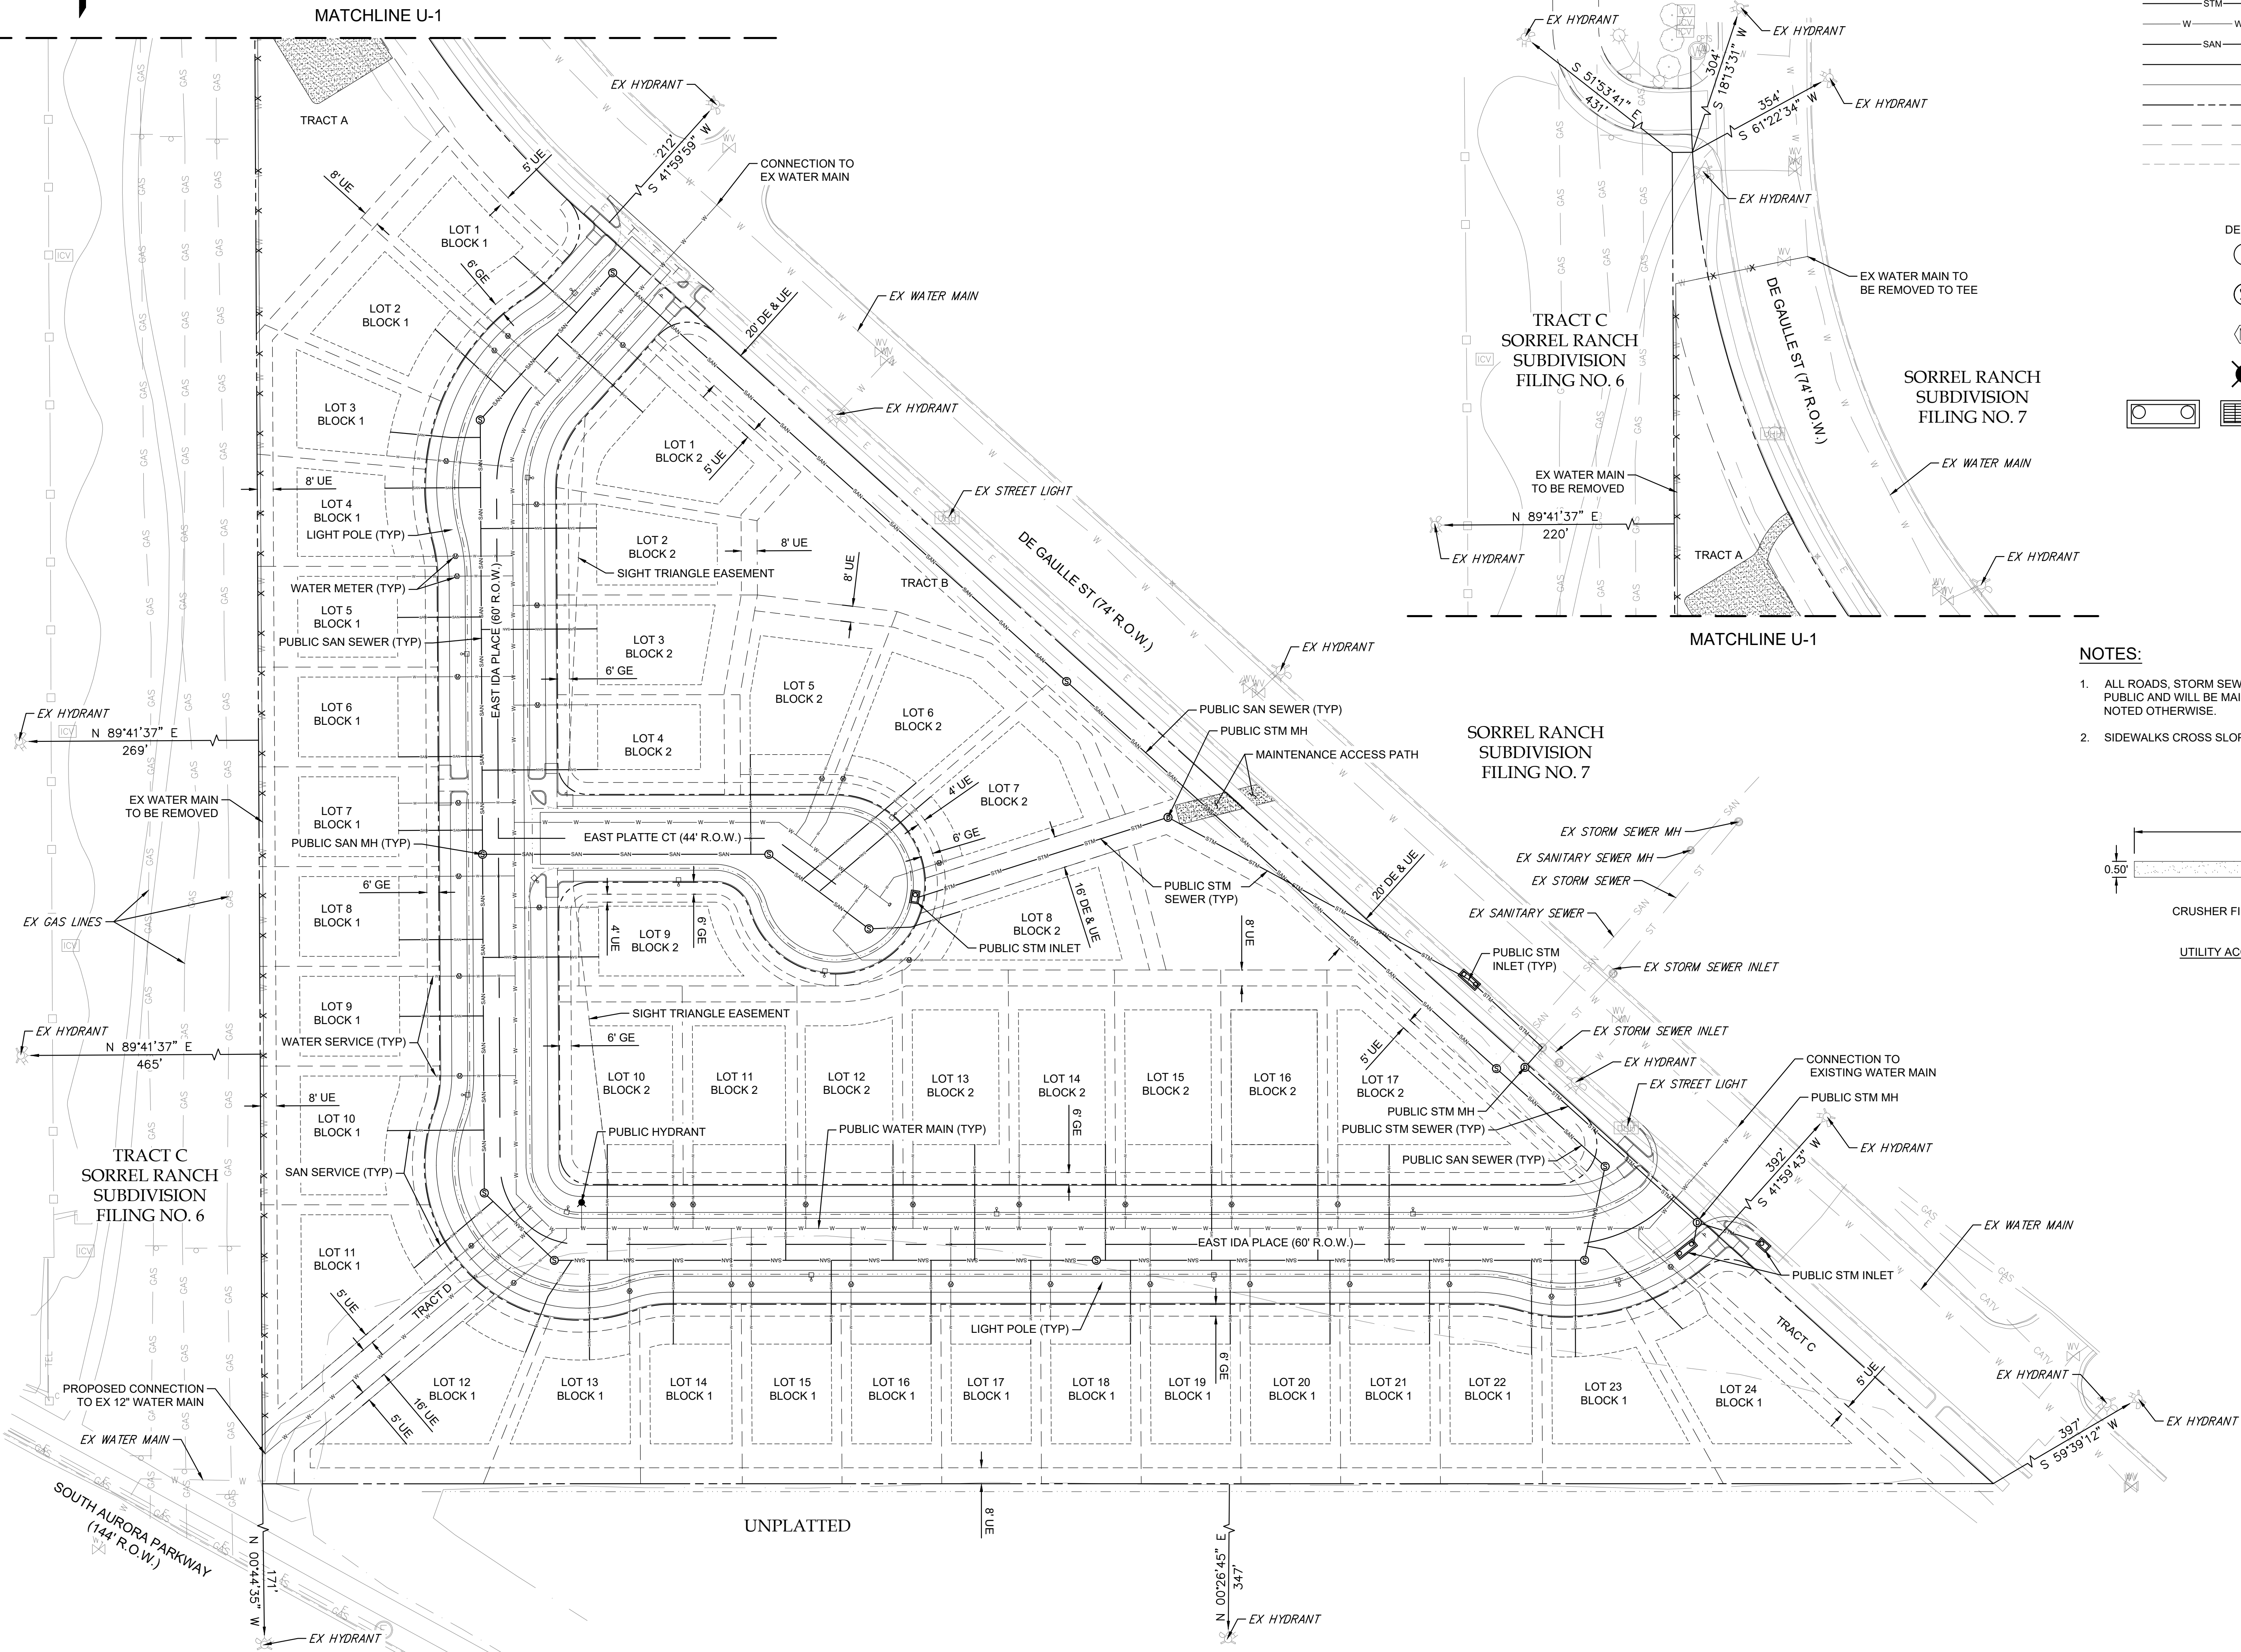 MATCHLINE U-1
TRACT A
EX HYDRANT
212'
S 41°59'59" W
CONNECTION TO
EX WATER MAIN
5' UE
8' UE
LOT 1
BLOCK 1
6' GE
LOT 2
BLOCK 1
EX WATER MAIN
20' DE & UE
EX HYDRANT
LOT 3
BLOCK 1
LOT 1
BLOCK 2
5' UE
8' UE
LOT 4
BLOCK 1
LIGHT POLE (TYP)
EX STREET LIGHT
LOT 2
BLOCK 2
8' UE
SIGHT TRIANGLE EASEMENT
DE GAULLE ST (74' R.O.W.)
8' UE
TRACT B
WATER METER (TYP)
LOT 5
BLOCK 1
PUBLIC SAN SEWER (TYP)
EAST IDA PLACE (60' R.O.W.)
LOT 3
BLOCK 2
6' GE
EX HYDRANT
LOT 5
BLOCK 2
LOT 6
BLOCK 1
LOT 6
BLOCK 2
PUBLIC SAN SEWER (TYP)
PUBLIC STM MH
MAINTENANCE ACCESS PATH
EX HYDRANT
N 89°41'37" E
269'
LOT 4
BLOCK 2
SORREL RANCH
SUBDIVISION
FILING NO. 7
4' UE
LOT 7
BLOCK 2
EX WATER MAIN
TO BE REMOVED
LOT 7
BLOCK 1
PUBLIC SAN MH (TYP)
EAST PLATTE CT (44' R.O.W.)
6' GE
EX STORM SEWER MH
EX SANITARY SEWER MH
EX STORM SEWER
EX SANITARY SEWER
6' GE
LOT 8
BLOCK 1
EX GAS LINES
4' UE
LOT 9
BLOCK 2
6' GE
PUBLIC STM INLET
PUBLIC STM
SEWER (TYP)
16' DE & UE
LOT 8
BLOCK 2
8' UE
20' DE & UE
PUBLIC STM
INLET (TYP)
EX STORM SEWER INLET
LOT 9
BLOCK 1
SIGHT TRIANGLE EASEMENT
EX STORM SEWER INLET
EX HYDRANT
N 89°41'37" E
465'
WATER SERVICE (TYP)
6' GE
5' UE
EX HYDRANT
EX STREET LIGHT
CONNECTION TO
EXISTING WATER MAIN
PUBLIC STM MH
LOT 10
BLOCK 2
LOT 11
BLOCK 2
LOT 12
BLOCK 2
LOT 13
BLOCK 2
LOT 14
BLOCK 2
LOT 15
BLOCK 2
LOT 16
BLOCK 2
LOT 17
BLOCK 2
8' UE
LOT 10
BLOCK 1
PUBLIC HYDRANT
PUBLIC WATER MAIN (TYP)
6' GE
PUBLIC STM MH
PUBLIC STM SEWER (TYP)
PUBLIC SAN SEWER (TYP)
392'
S 41°59'43" W
EX HYDRANT
TRACT C
SORREL RANCH
SUBDIVISION
FILING NO. 6
SAN SERVICE (TYP)
EX WATER MAIN
LOT 11
BLOCK 1
EAST IDA PLACE (60' R.O.W.)
PUBLIC STM INLET
5' UE
TRACT D
LIGHT POLE (TYP)
6' GE
TRACT C
5' UE
PROPOSED CONNECTION
TO EX 12" WATER MAIN
16' UE
5' UE
LOT 12
BLOCK 1
LOT 13
BLOCK 1
LOT 14
BLOCK 1
LOT 15
BLOCK 1
LOT 16
BLOCK 1
LOT 17
BLOCK 1
LOT 18
BLOCK 1
LOT 19
BLOCK 1
LOT 20
BLOCK 1
LOT 21
BLOCK 1
LOT 22
BLOCK 1
LOT 23
BLOCK 1
LOT 24
BLOCK 1
EX HYDRANT
EX HYDRANT
397'
S 59°39'12" W
EX WATER MAIN
SOUTH AURORA PARKWAY
(144' R.O.W.)
UNPLATTED
8' UE
N 00°44'35" W
171'
EX HYDRANT
N 00°26'45" E
347'
EX HYDRANT
EX HYDRANT
EX HYDRANT
S 51°53'41" E
431'
304'
S 18°13'31" W
354'
S 61°22'34" W
EX HYDRANT
EX HYDRANT
EX WATER MAIN TO
BE REMOVED TO TEE
DE GAULLE ST (74' R.O.W.)
TRACT C
SORREL RANCH
SUBDIVISION
FILING NO. 6
SORREL RANCH
SUBDIVISION
FILING NO. 7
EX WATER MAIN
TO BE REMOVED
EX WATER MAIN
N 89°41'37" E
220'
EX HYDRANT
TRACT A
EX HYDRANT
MATCHLINE U-1
STM
W
SAN
DE
NOTES:
1. ALL ROADS, STORM SEW
PUBLIC AND WILL BE MAI
NOTED OTHERWISE.
2. SIDEWALKS CROSS SLOP
0.50'
CRUSHER FI
UTILITY AC